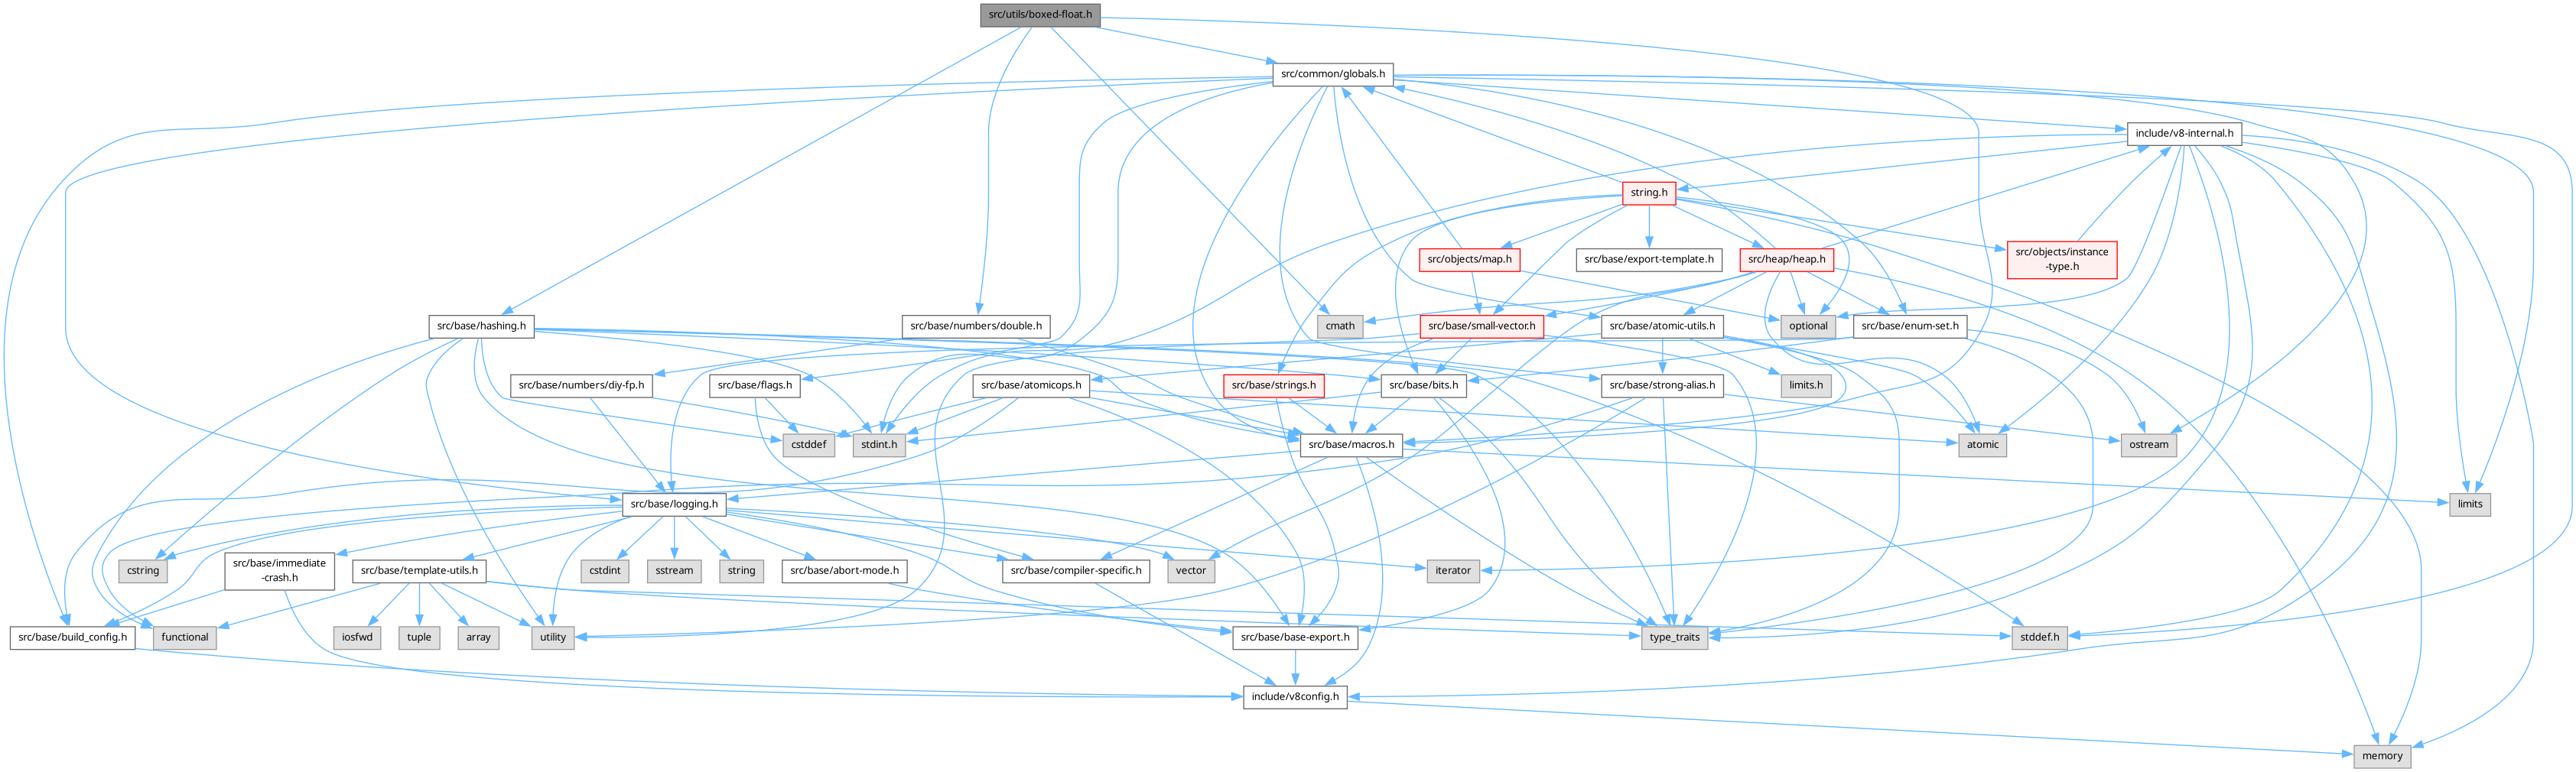 src/utils/boxed-float.h
src/common/globals.h
include/v8-internal.h
string.h
src/objects/map.h
src/base/export-template.h
src/heap/heap.h
src/objects/instance
-type.h
src/base/hashing.h
src/base/numbers/double.h
cmath
src/base/small-vector.h
src/base/atomic-utils.h
optional
src/base/enum-set.h
src/base/numbers/diy-fp.h
src/base/flags.h
src/base/atomicops.h
src/base/strings.h
src/base/bits.h
src/base/strong-alias.h
limits.h
cstddef
stdint.h
src/base/macros.h
atomic
ostream
src/base/logging.h
limits
cstring
src/base/immediate
-crash.h
src/base/template-utils.h
cstdint
sstream
string
src/base/abort-mode.h
src/base/compiler-specific.h
vector
iterator
src/base/build_config.h
functional
iosfwd
tuple
array
utility
src/base/base-export.h
type_traits
stddef.h
include/v8config.h
memory